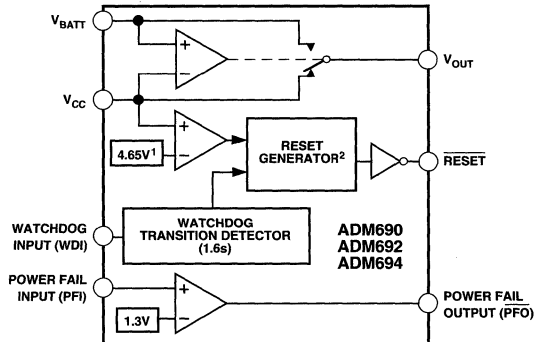 V_BATT
V_OUT
V_CC
4.65V¹
RESET
GENERATOR²
RESET
WATCHDOG
INPUT (WDI)
WATCHDOG
TRANSITION DETECTOR
(1.6s)
ADM690
ADM692
ADM694
POWER FAIL
INPUT (PFI)
1.3V
POWER FAIL
OUTPUT (PFO)
+
−
+
−
+
−